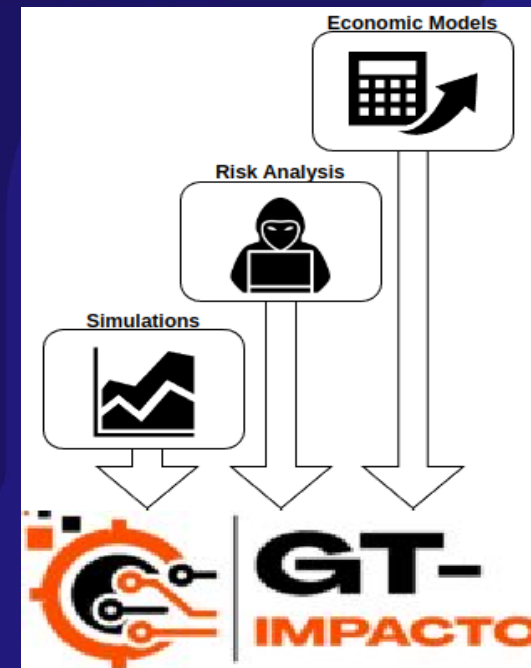 Economic Models
Risk Analysis
Simulations
GT-
IMPACTO